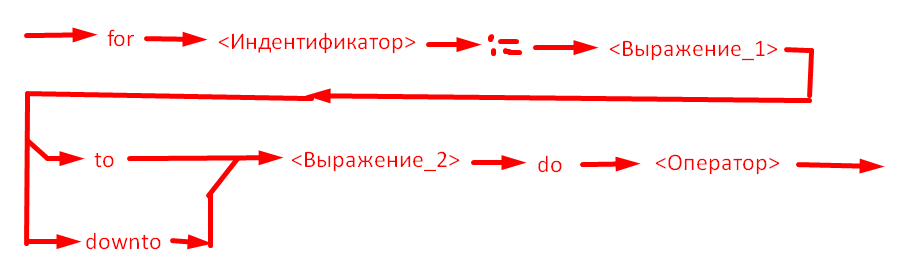 for <Индентификатор> := <Выражение_1>
to <Выражение_2> do <Оператор>
downto